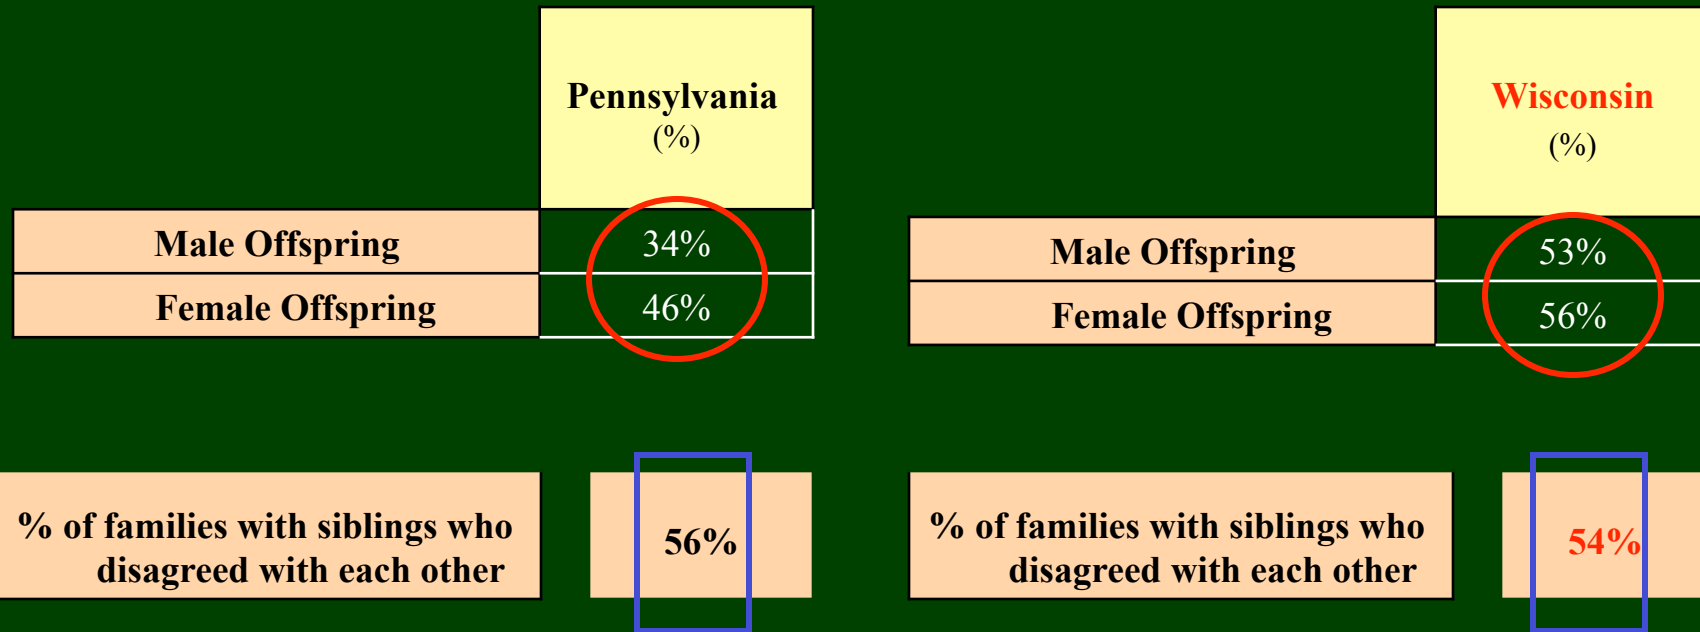 Pennsylvania
(%)
Male Offspring 34%
Female Offspring 46%
% of families with siblings who
disagreed with each other
56%
Wisconsin
(%)
Male Offspring 53%
Female Offspring 56%
% of families with siblings who
disagreed with each other
54%